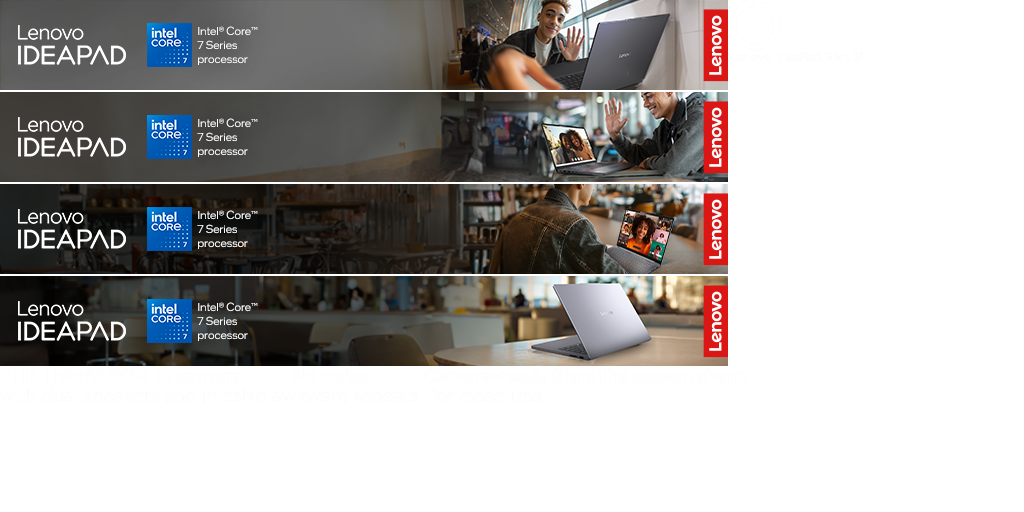 Lenovo
IDEAPAD
intel
CORE
7
Intel® Core™
7 Series
processor
Lenovo
Lenovo
IDEAPAD
intel
CORE
7
Intel® Core™
7 Series
processor
Lenovo
Lenovo
IDEAPAD
intel
CORE
7
Intel® Core™
7 Series
processor
Lenovo
Lenovo
IDEAPAD
intel
CORE
7
Intel® Core™
7 Series
processor
Lenovo